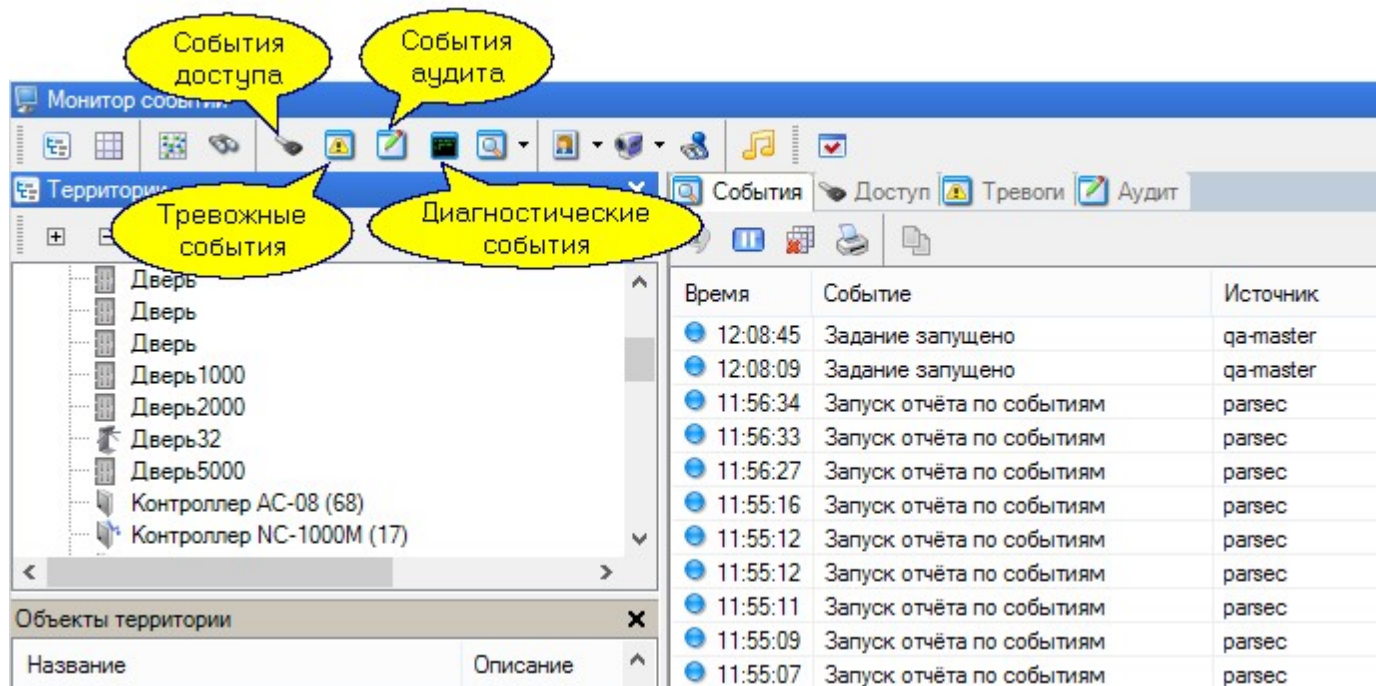 События
доступа
События
аудита
Монитор событий
Территории
Тревожные
события
Диагностические
события
Дверь
Дверь
Дверь
Дверь1000
Дверь2000
Дверь32
Дверь5000
Контроллер AC-08 (68)
Контроллер NC-1000M (17)
Объекты территории
Название Описание
События Доступ Тревоги Аудит
Время Событие Источник
12:08:45 Задание запущено qa-master
12:08:09 Задание запущено qa-master
11:56:34 Запуск отчёта по событиям parsec
11:56:33 Запуск отчёта по событиям parsec
11:56:27 Запуск отчёта по событиям parsec
11:55:16 Запуск отчёта по событиям parsec
11:55:12 Запуск отчёта по событиям parsec
11:55:12 Запуск отчёта по событиям parsec
11:55:11 Запуск отчёта по событиям parsec
11:55:09 Запуск отчёта по событиям parsec
11:55:07 Запуск отчёта по событиям parsec